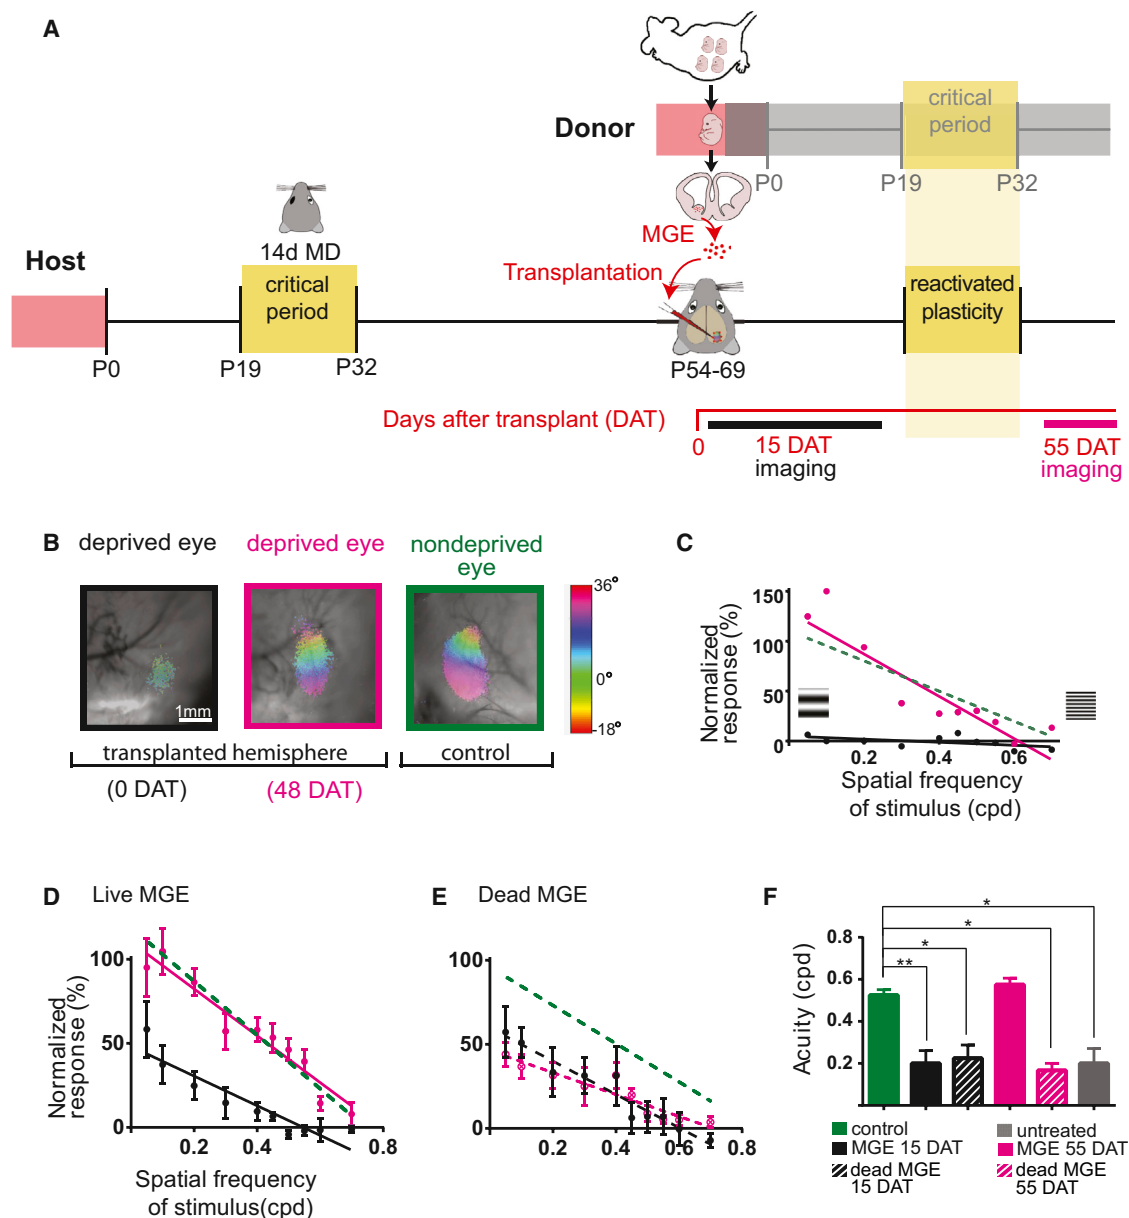 A
Donor
critical
period
P0
P19
P32
MGE
Transplantation
Host
14d MD
critical
period
reactivated
plasticity
P0
P19
P32
P54-69
Days after transplant (DAT)
0
15 DAT
imaging
55 DAT
imaging
B
deprived eye
deprived eye
nondeprived
eye
36°
0°
-18°
1mm
transplanted hemisphere
control
(0 DAT)
(48 DAT)
C
Normalized
response (%)
150
100
50
0
0.2
0.4
0.6
Spatial frequency
of stimulus (cpd)
D
Live MGE
Normalized
response (%)
100
50
0
0.2
0.4
0.6
0.8
Spatial frequency
of stimulus(cpd)
E
Dead MGE
100
50
0
0.2
0.4
0.6
0.8
F
Acuity (cpd)
0.8
0.6
0.4
0.2
*
*
*
**
control
MGE 15 DAT
dead MGE
15 DAT
untreated
MGE 55 DAT
dead MGE
55 DAT